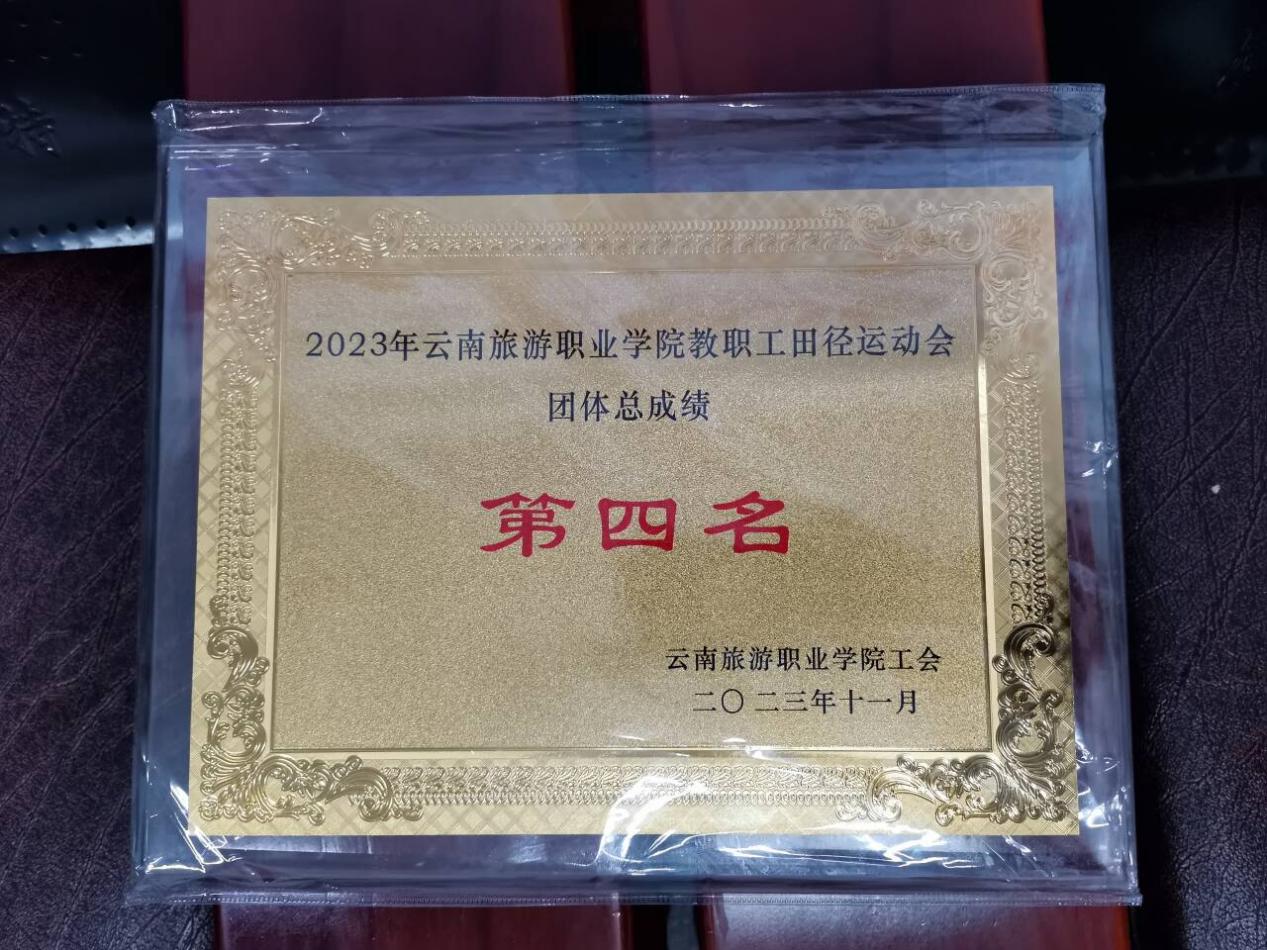 2023年云南旅游职业学院教职工田径运动会
团体总成绩
第四名
云南旅游职业学院工会
二〇二三年十一月